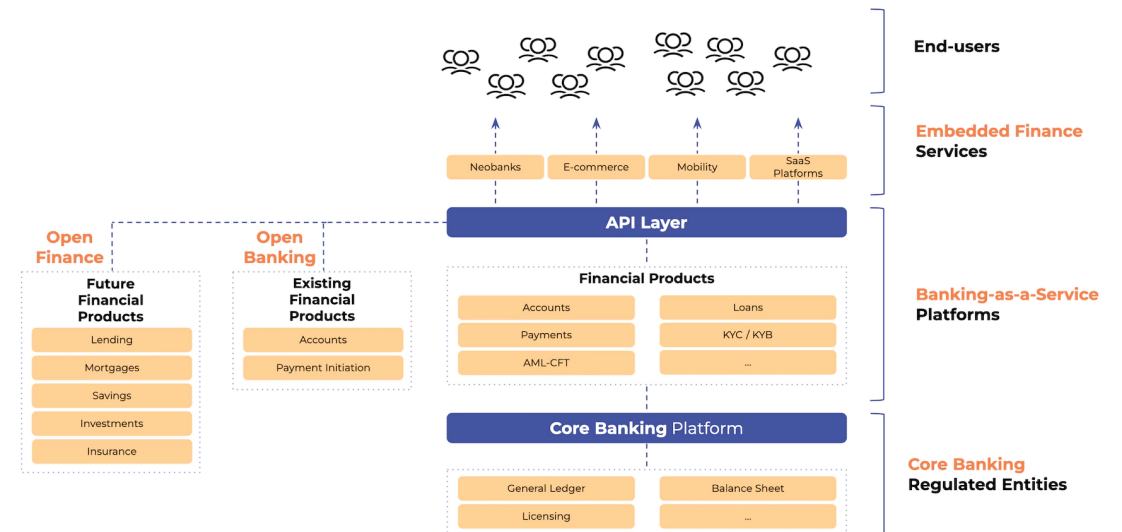 End-users
Embedded Finance
Services
Neobanks
E-commerce
Mobility
SaaS
Platforms
API Layer
Open
Finance
Open
Banking
Future
Financial
Products
Lending
Mortgages
Savings
Investments
Insurance
Existing
Financial
Products
Accounts
Payment Initiation
Financial Products
Accounts
Loans
Payments
KYC / KYB
AML-CFT
...
Banking-as-a-Service
Platforms
Core Banking Platform
General Ledger
Balance Sheet
Licensing
...
Core Banking
Regulated Entities